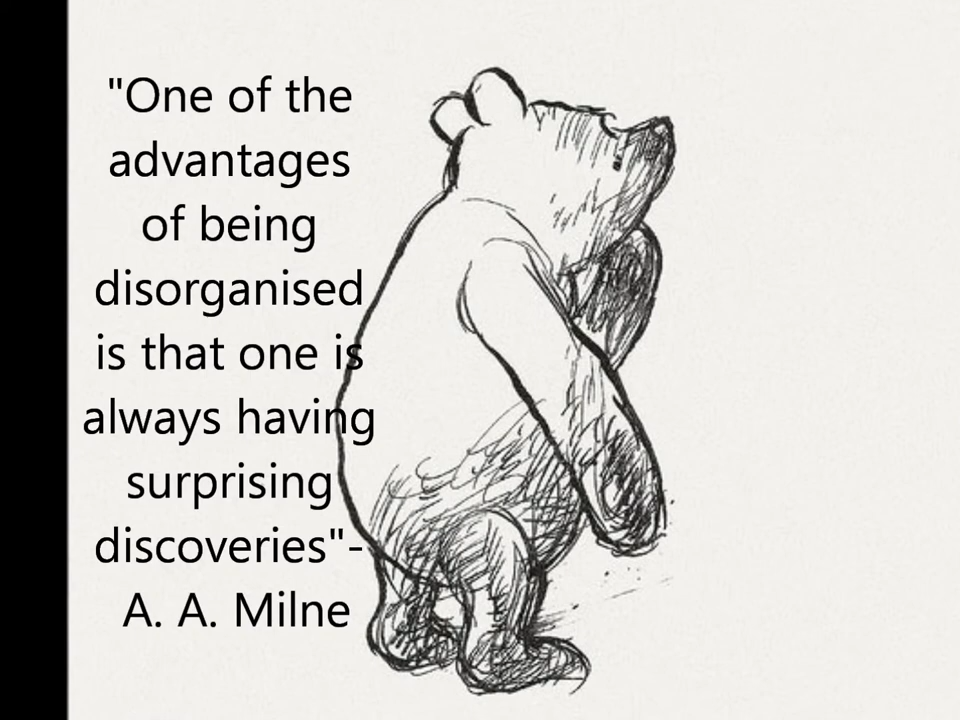 "One of the
advantages
of being
disorganised
is that one is
always having
surprising
discoveries"-
A. A. Milne